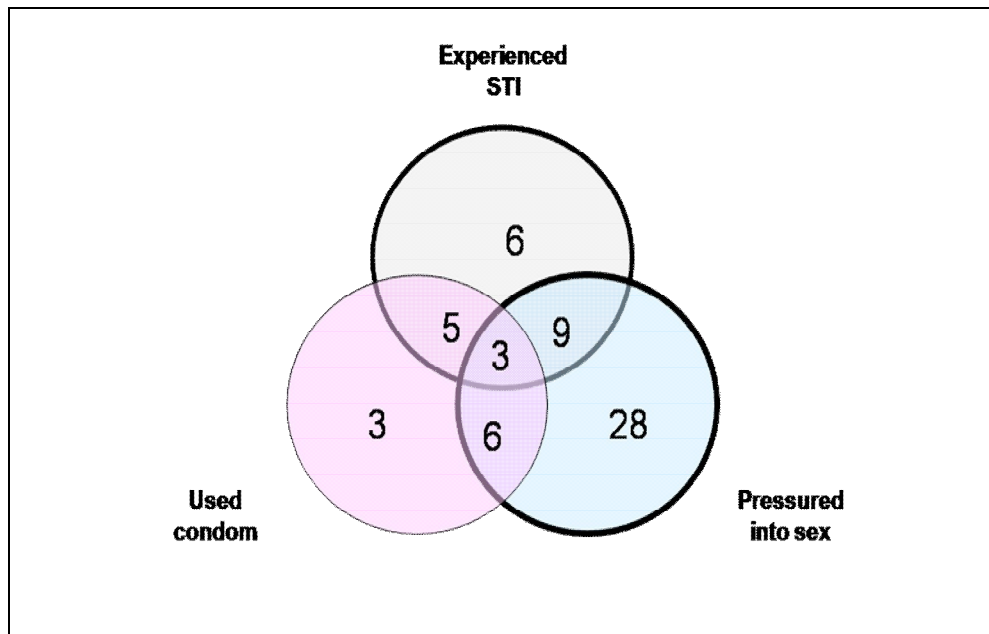 Experienced
STI
6
5
3
9
3
6
28
Used
condom
Pressured
into sex